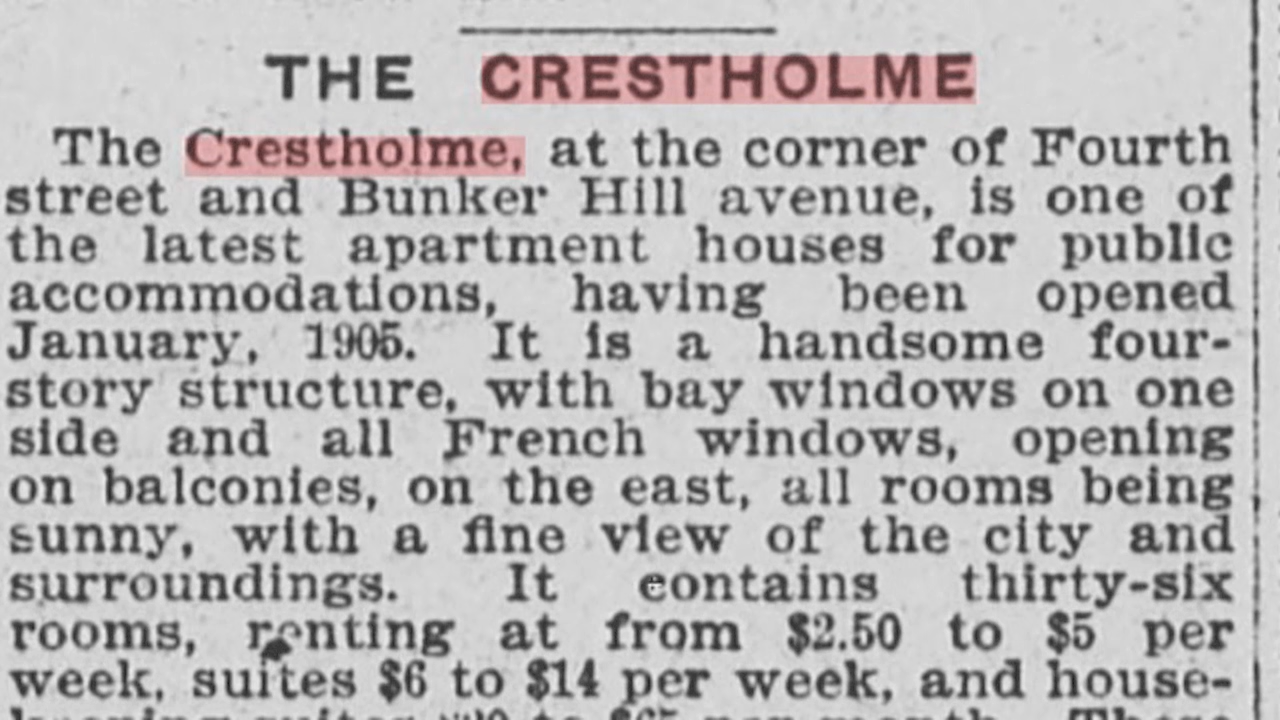 THE CRESTHOLME
The Crestholme, at the corner of Fourth
street and Bunker Hill avenue, is one of
the latest apartment houses for public
accommodations, having been opened
January, 1905. It is a handsome four-
story structure, with bay windows on one
side and all French windows, opening
on balconies, on the east, all rooms being
sunny, with a fine view of the city and
surroundings. It contains thirty-six
rooms, renting at from $2.50 to $5 per
week, suites $6 to $14 per week, and house-
per month. These